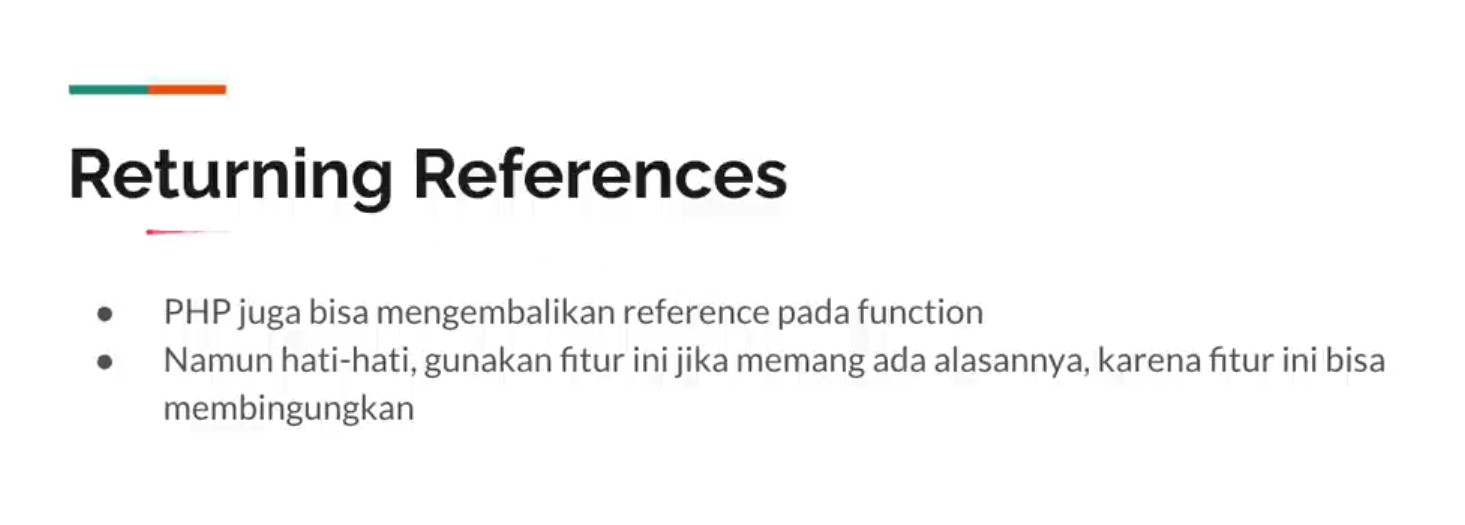 Returning References
● PHP juga bisa mengembalikan reference pada function
● Namun hati-hati, gunakan fitur ini jika memang ada alasannya, karena fitur ini bisa
membingungkan